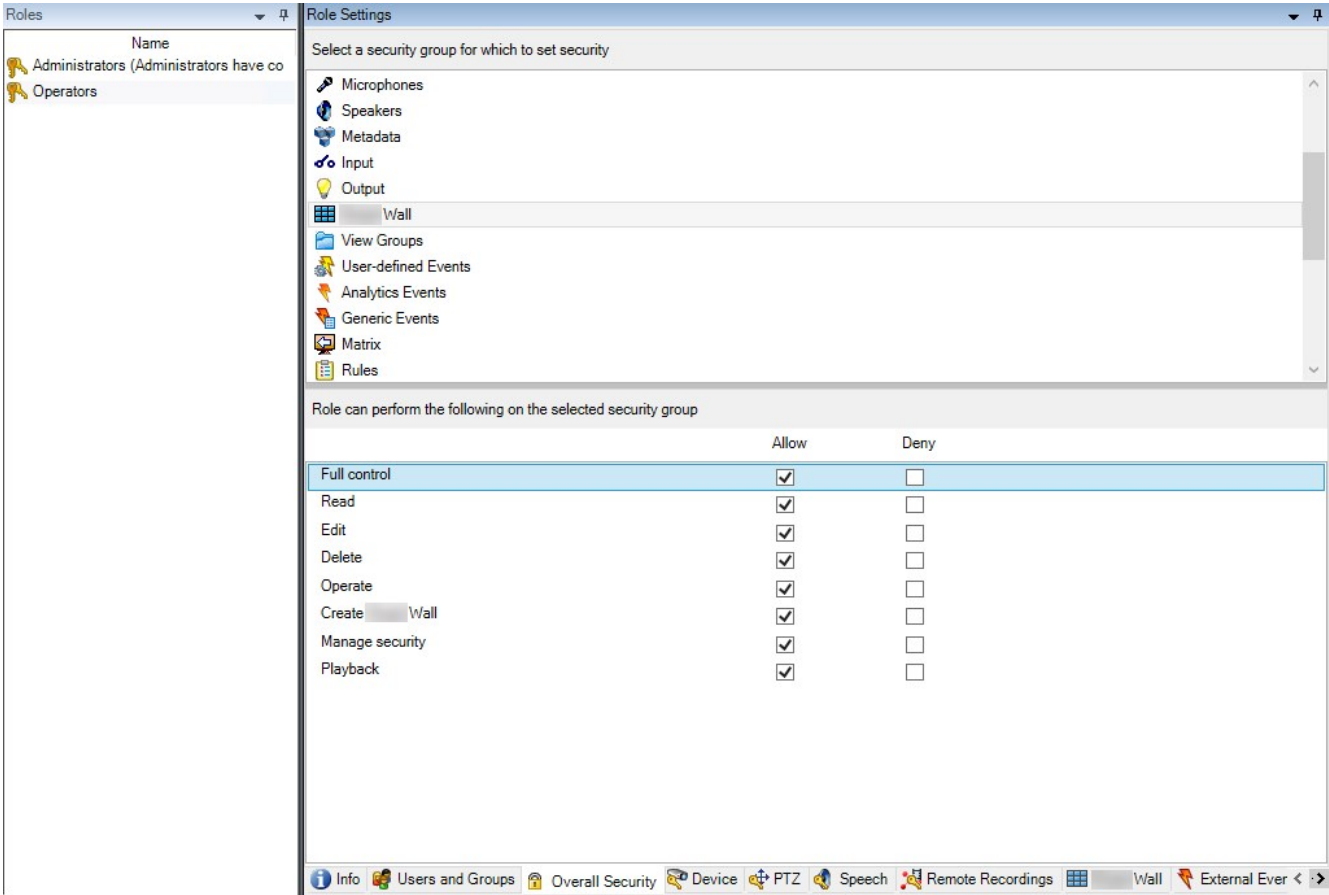 Roles
Name
Administrators (Administrators have co
Operators
Role Settings
Select a security group for which to set security
Microphones
Speakers
Metadata
Input
Output
Wall
View Groups
User-defined Events
Analytics Events
Generic Events
Matrix
Rules
Role can perform the following on the selected security group
Allow Deny
Full control
Read
Edit
Delete
Operate
Create Wall
Manage security
Playback
Info Users and Groups Overall Security Device PTZ Speech Remote Recordings Wall External Ever